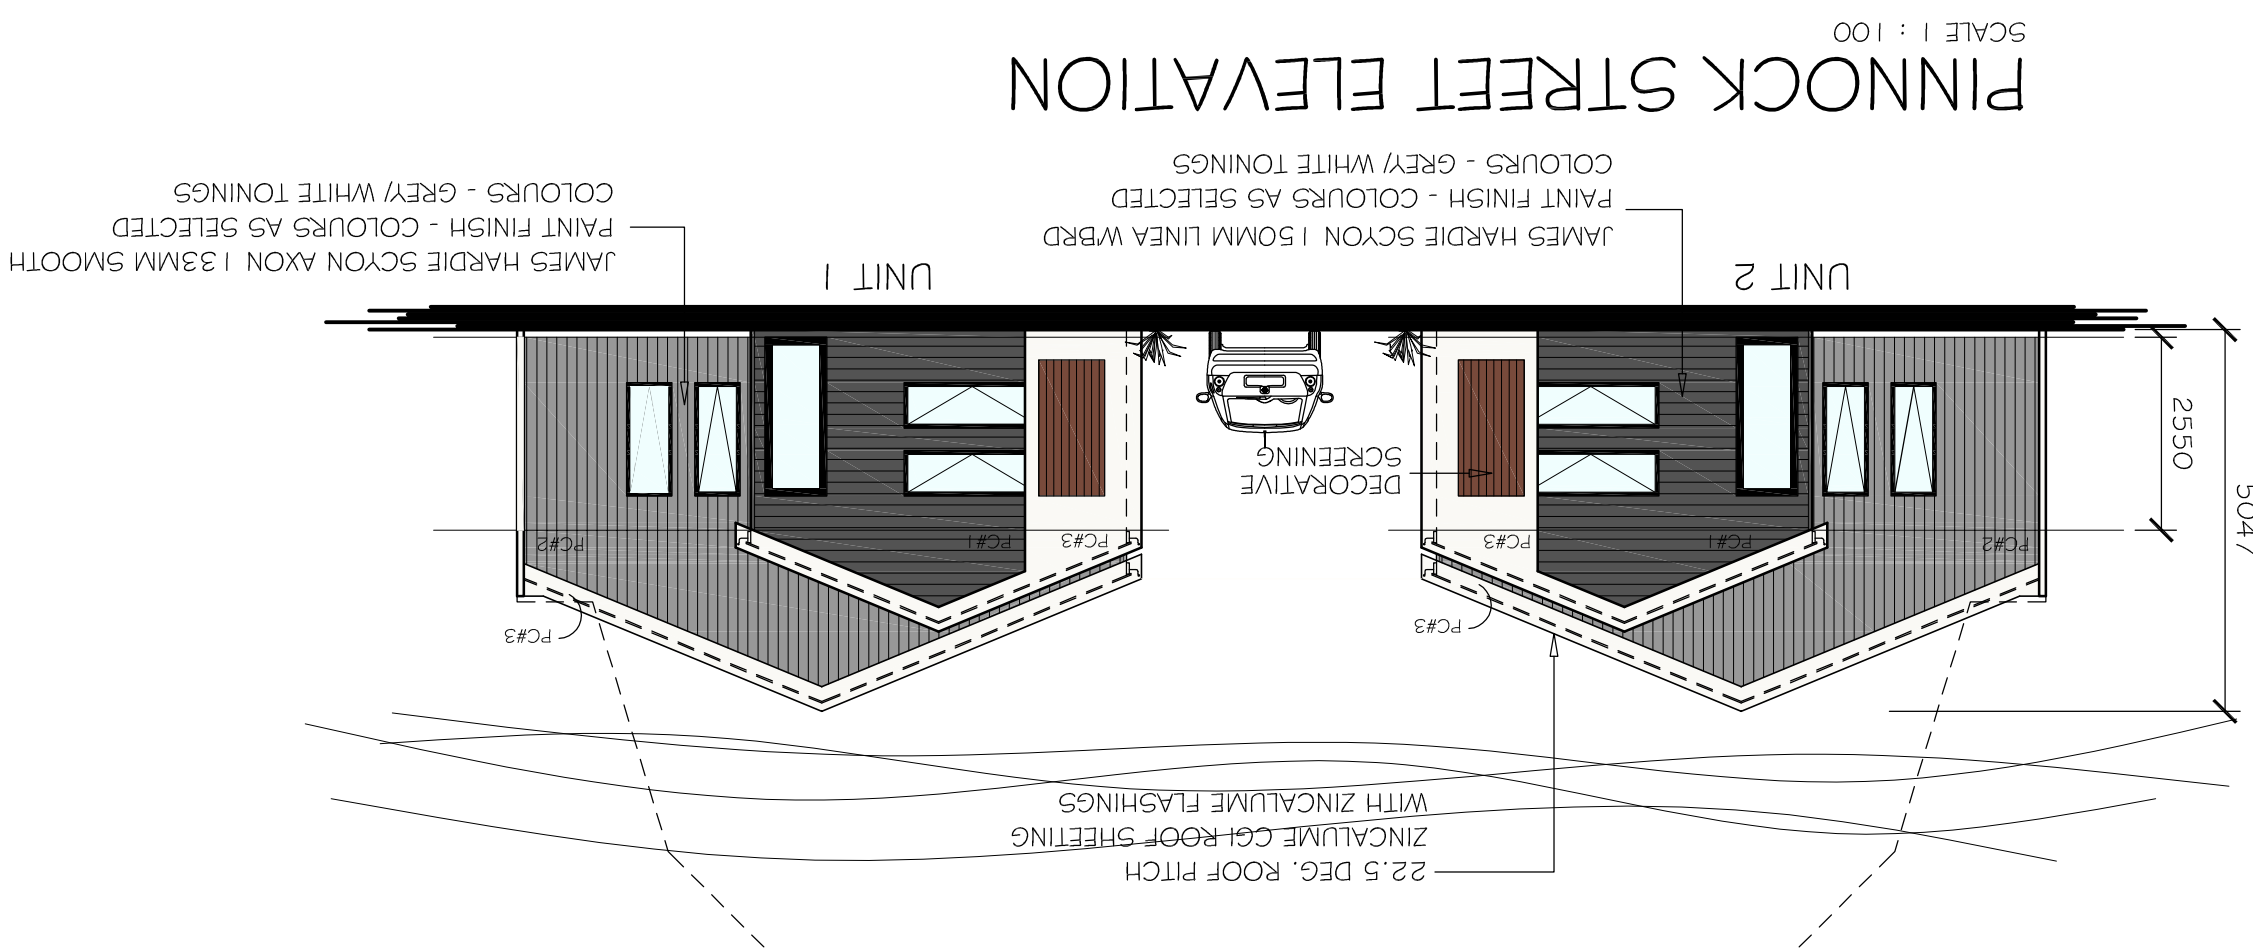 22.5 DEG. ROOF PITCH
ZINCALUME CGI ROOF SHEETING
WITH ZINCALUME FLASHINGS
5047
2550
PC#3
PC#3
PC#2
PC#1
PC#3
PC#3
PC#1
PC#2
DECORATIVE
SCREENING
UNIT 2
UNIT 1
JAMES HARDIE SCYON 150MM LINEA WBRD
PAINT FINISH - COLOURS AS SELECTED
COLOURS - GREY/ WHITE TONINGS
JAMES HARDIE SCYON AXON 133MM SMOOTH
PAINT FINISH - COLOURS AS SELECTED
COLOURS - GREY/ WHITE TONINGS
PINNOCK STREET ELEVATION
SCALE 1 : 100